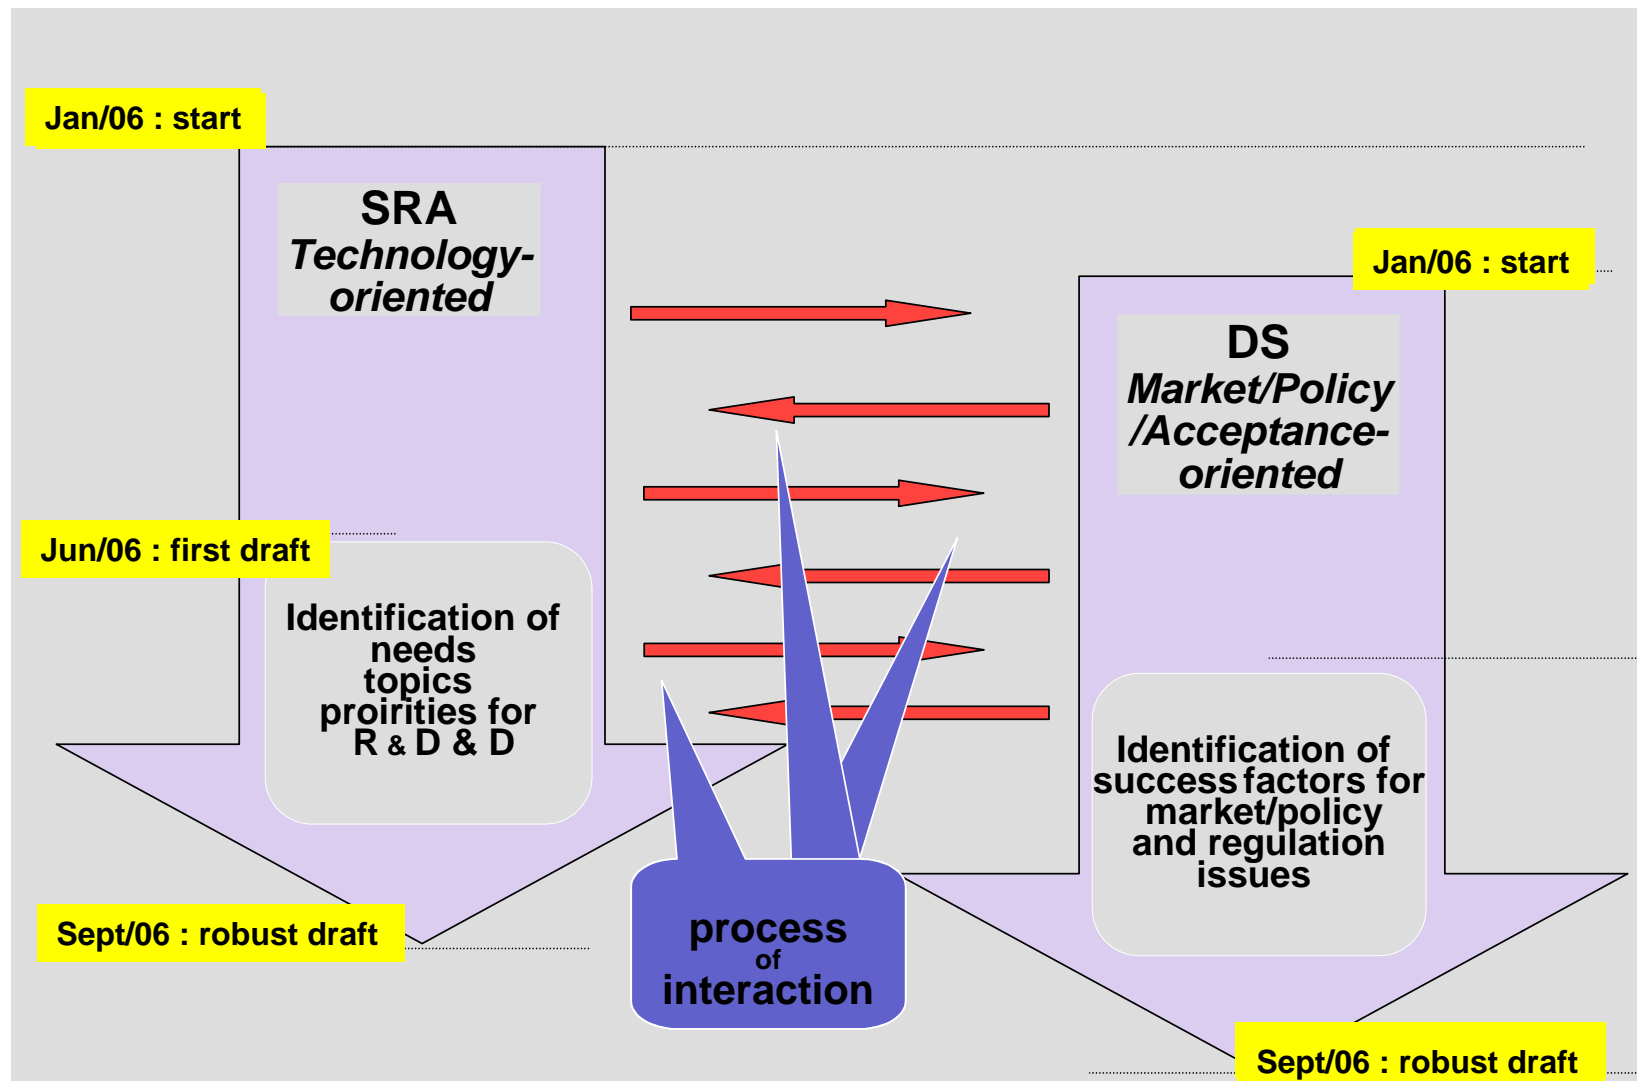 Jan/06 : start
SRA
Technology-
oriented
Jun/06 : first draft
Identification of
needs
topics
proirities for
R & D & D
Sept/06 : robust draft
process
of
interaction
Jan/06 : start
DS
Market/Policy
/Acceptance-
oriented
Identification of
success factors for
market/policy
and regulation
issues
Sept/06 : robust draft